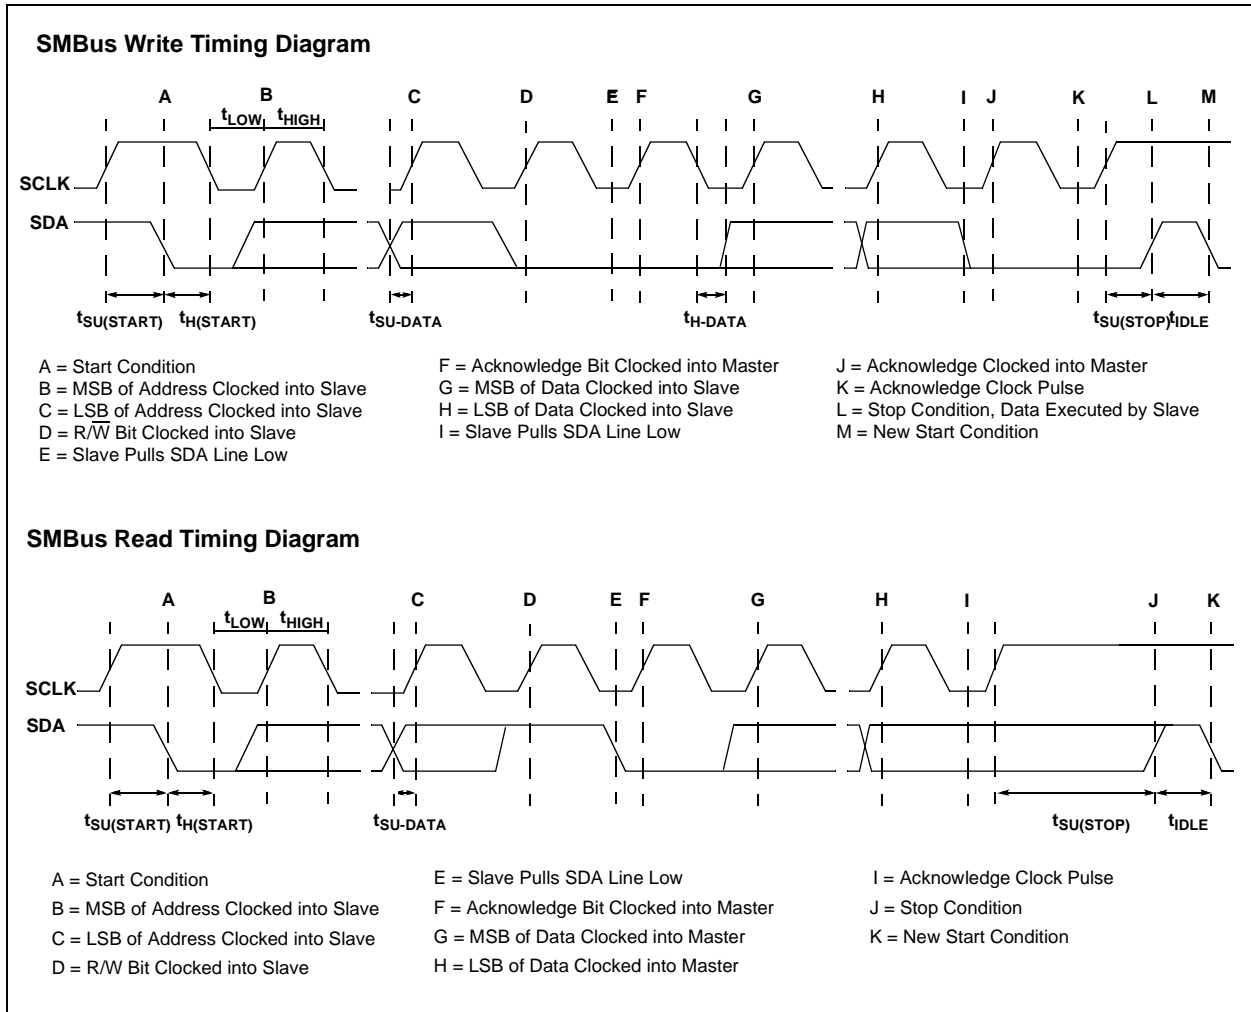 SMBus Write Timing Diagram
A B C D E F G H I J K L M
tLOW tHIGH
SCLK
SDA
tSU(START) tH(START) tSU-DATA tH-DATA tSU(STOP) tIDLE
A = Start Condition
B = MSB of Address Clocked into Slave
C = LSB of Address Clocked into Slave
D = R/W̅ Bit Clocked into Slave
E = Slave Pulls SDA Line Low
F = Acknowledge Bit Clocked into Master
G = MSB of Data Clocked into Slave
H = LSB of Data Clocked into Slave
I = Slave Pulls SDA Line Low
J = Acknowledge Clocked into Master
K = Acknowledge Clock Pulse
L = Stop Condition, Data Executed by Slave
M = New Start Condition
SMBus Read Timing Diagram
A B C D E F G H I J K
tLOW tHIGH
SCLK
SDA
tSU(START) tH(START) tSU-DATA tSU(STOP) tIDLE
A = Start Condition
B = MSB of Address Clocked into Slave
C = LSB of Address Clocked into Slave
D = R/W Bit Clocked into Slave
E = Slave Pulls SDA Line Low
F = Acknowledge Bit Clocked into Master
G = MSB of Data Clocked into Master
H = LSB of Data Clocked into Master
I = Acknowledge Clock Pulse
J = Stop Condition
K = New Start Condition